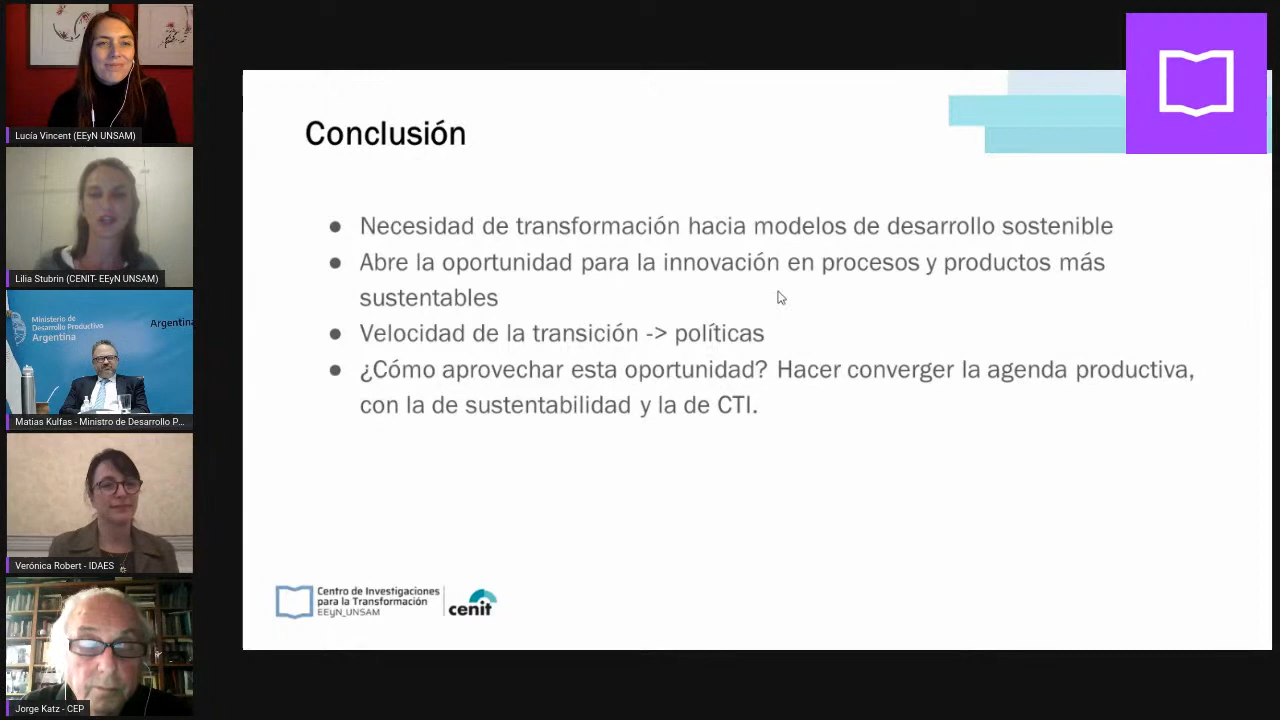 Lucía Vincent (EEyN UNSAM)
Lilia Stubrin (CENIT- EEyN UNSAM)
Ministerio de
Desarrollo Productivo
Argentina
Argentina
Matias Kulfas - Ministro de Desarrollo P...
Verónica Robert - IDAES
Jorge Katz - CEP
Conclusión
● Necesidad de transformación hacia modelos de desarrollo sostenible
● Abre la oportunidad para la innovación en procesos y productos más
sustentables
● Velocidad de la transición -> políticas
● ¿Cómo aprovechar esta oportunidad? Hacer converger la agenda productiva,
con la de sustentabilidad y la de CTI.
Centro de Investigaciones
para la Transformación
EEyN_UNSAM
cenit